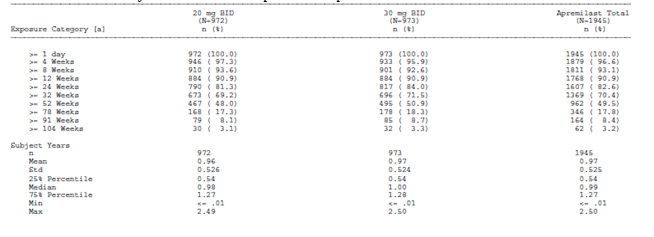 20 mg BID 30 mg BID Apremilast Total
(N=972) (N=973) (N=1945)
Exposure Category [a] n (%) n (%) n (%)
>= 1 day 972 (100.0) 973 (100.0) 1945 (100.0)
>= 4 Weeks 946 ( 97.3) 933 ( 95.9) 1879 ( 96.6)
>= 8 Weeks 910 ( 93.6) 901 ( 92.6) 1811 ( 93.1)
>= 12 Weeks 884 ( 90.9) 884 ( 90.9) 1768 ( 90.9)
>= 24 Weeks 790 ( 81.3) 817 ( 84.0) 1607 ( 82.6)
>= 32 Weeks 673 ( 69.2) 696 ( 71.5) 1369 ( 70.4)
>= 52 Weeks 467 ( 48.0) 495 ( 50.9) 962 ( 49.5)
>= 78 Weeks 168 ( 17.3) 178 ( 18.3) 346 ( 17.8)
>= 91 Weeks 79 ( 8.1) 85 ( 8.7) 164 ( 8.4)
>= 104 Weeks 30 ( 3.1) 32 ( 3.3) 62 ( 3.2)
Subject Years
n 972 973 1945
Mean 0.96 0.97 0.97
Std 0.526 0.524 0.525
25% Percentile 0.54 0.54 0.54
Median 0.98 1.00 0.99
75% Percentile 1.27 1.28 1.27
Min <= .01 <= .01 <= .01
Max 2.49 2.50 2.50